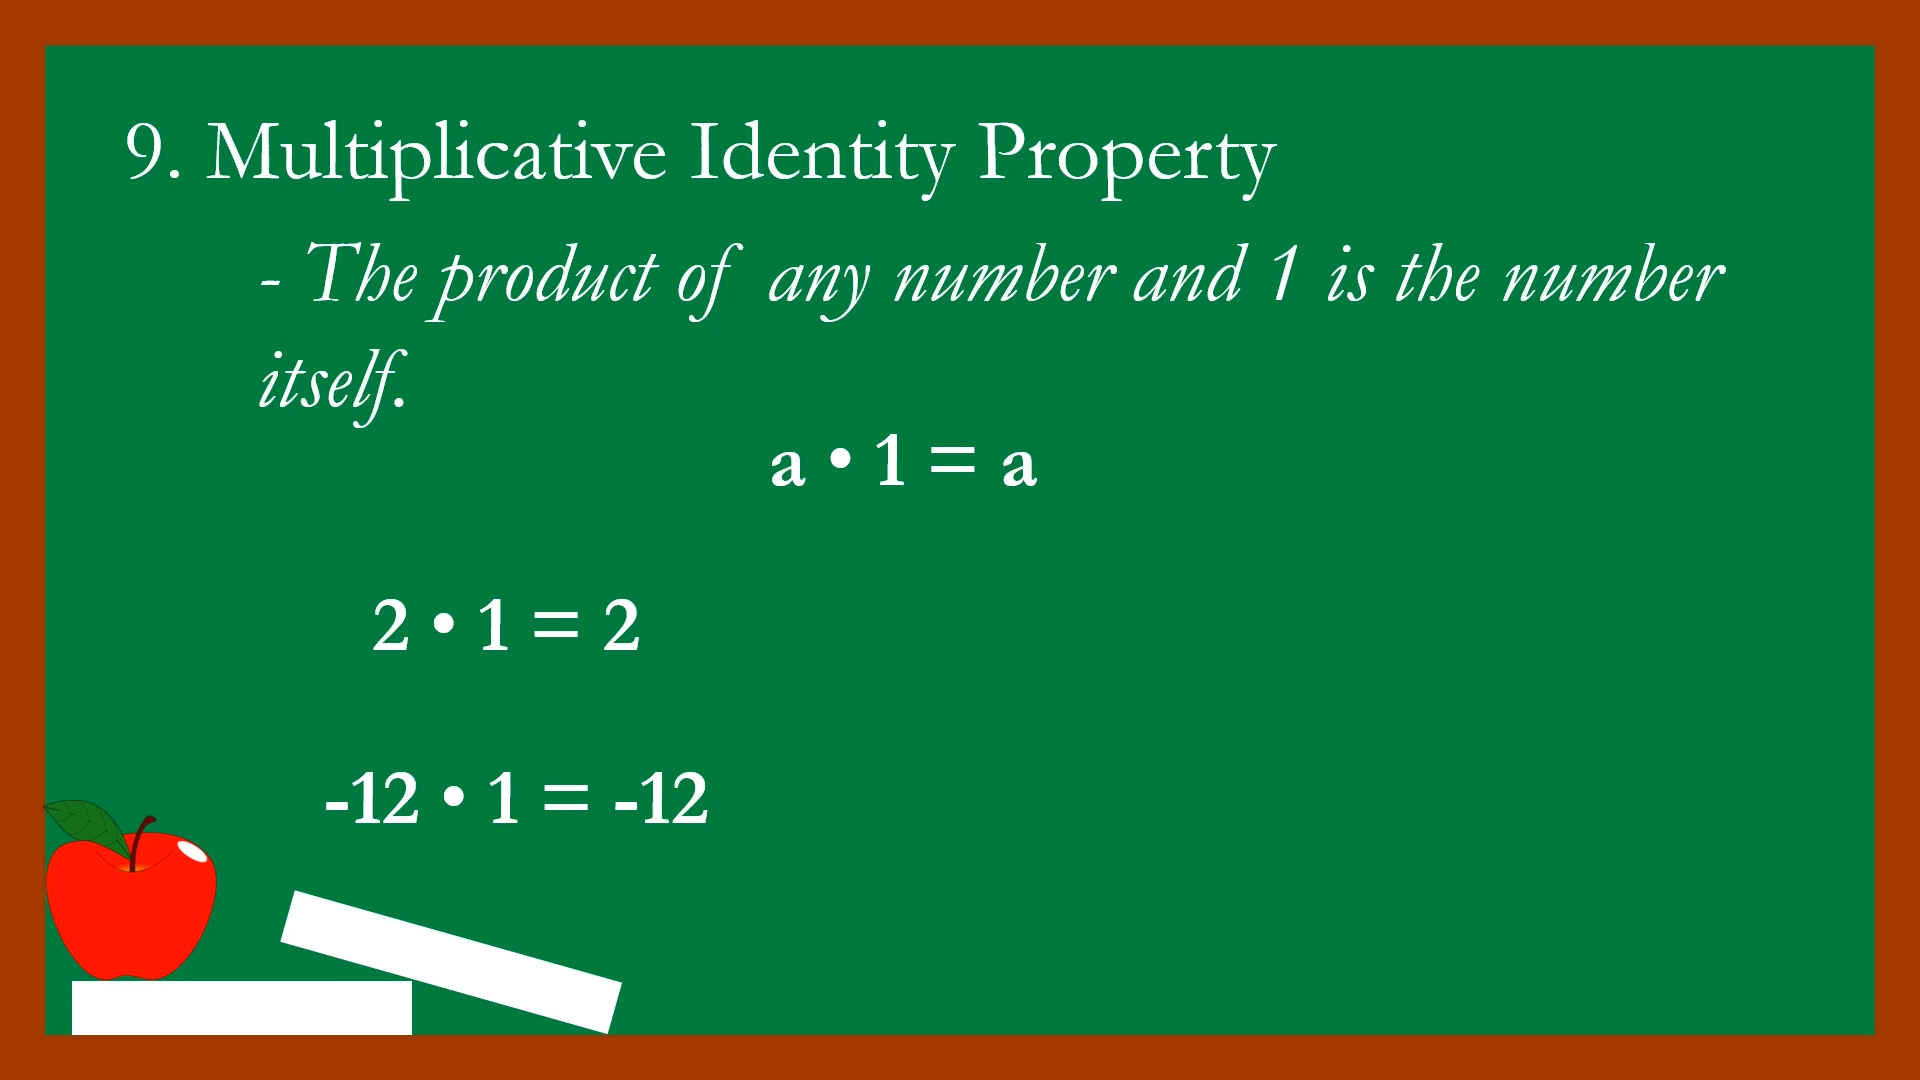 9. Multiplicative Identity Property
- The product of any number and 1 is the number
itself.
a • 1 = a
2 • 1 = 2
-12 • 1 = -12